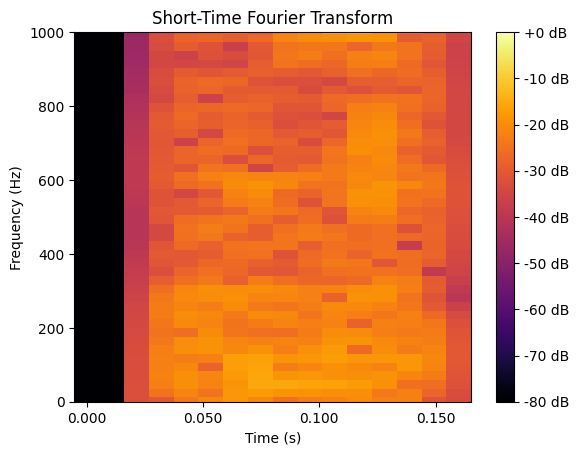 Short-Time Fourier Transform
1000
800
600
400
200
0
Frequency (Hz)
0.000
0.050
0.100
0.150
Time (s)
+0 dB
-10 dB
-20 dB
-30 dB
-40 dB
-50 dB
-60 dB
-70 dB
-80 dB